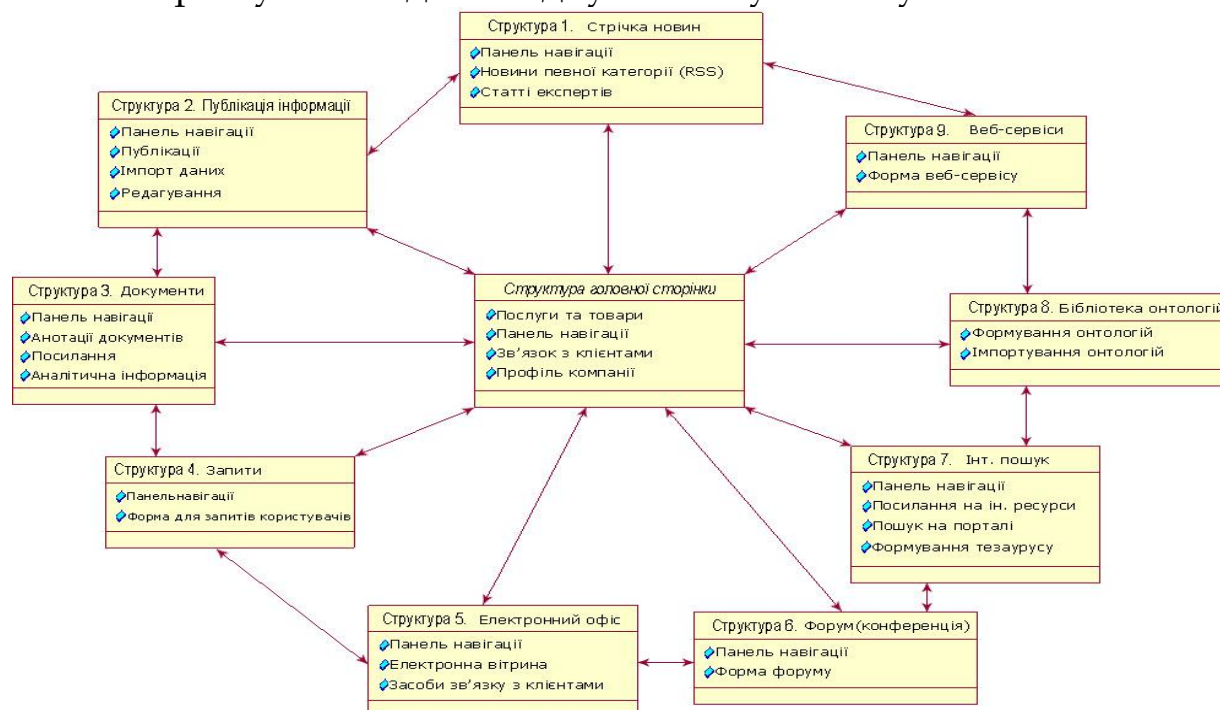 Структура 1. Стрічка новин
Панель навігації
Новини певної категорії (RSS)
Статті експертів
Структура 2. Публікація інформації
Панель навігації
Публікації
Імпорт даних
Редагування
Структура 9. Веб-сервіси
Панель навігації
Форма веб-сервісу
Структура 3. Документи
Панель навігації
Анотації документів
Посилання
Аналітична інформація
Структура головної сторінки
Послуги та товари
Панель навігації
Зв'язок з клієнтами
Профіль компанії
Структура 8. Бібліотека онтологій
Формування онтологій
Імпортування онтологій
Структура 4. Запити
Панельнавігації
Форма для запитів користувачів
Структура 7. Інт. пошук
Панель навігації
Посилання на ін. ресурси
Пошук на порталі
Формування тезаурусу
Структура 5. Електронний офіс
Панель навігації
Електронна вітрина
Засоби зв'язку з клієнтами
Структура 6. Форум(конференція)
Панель навігації
Форма форуму